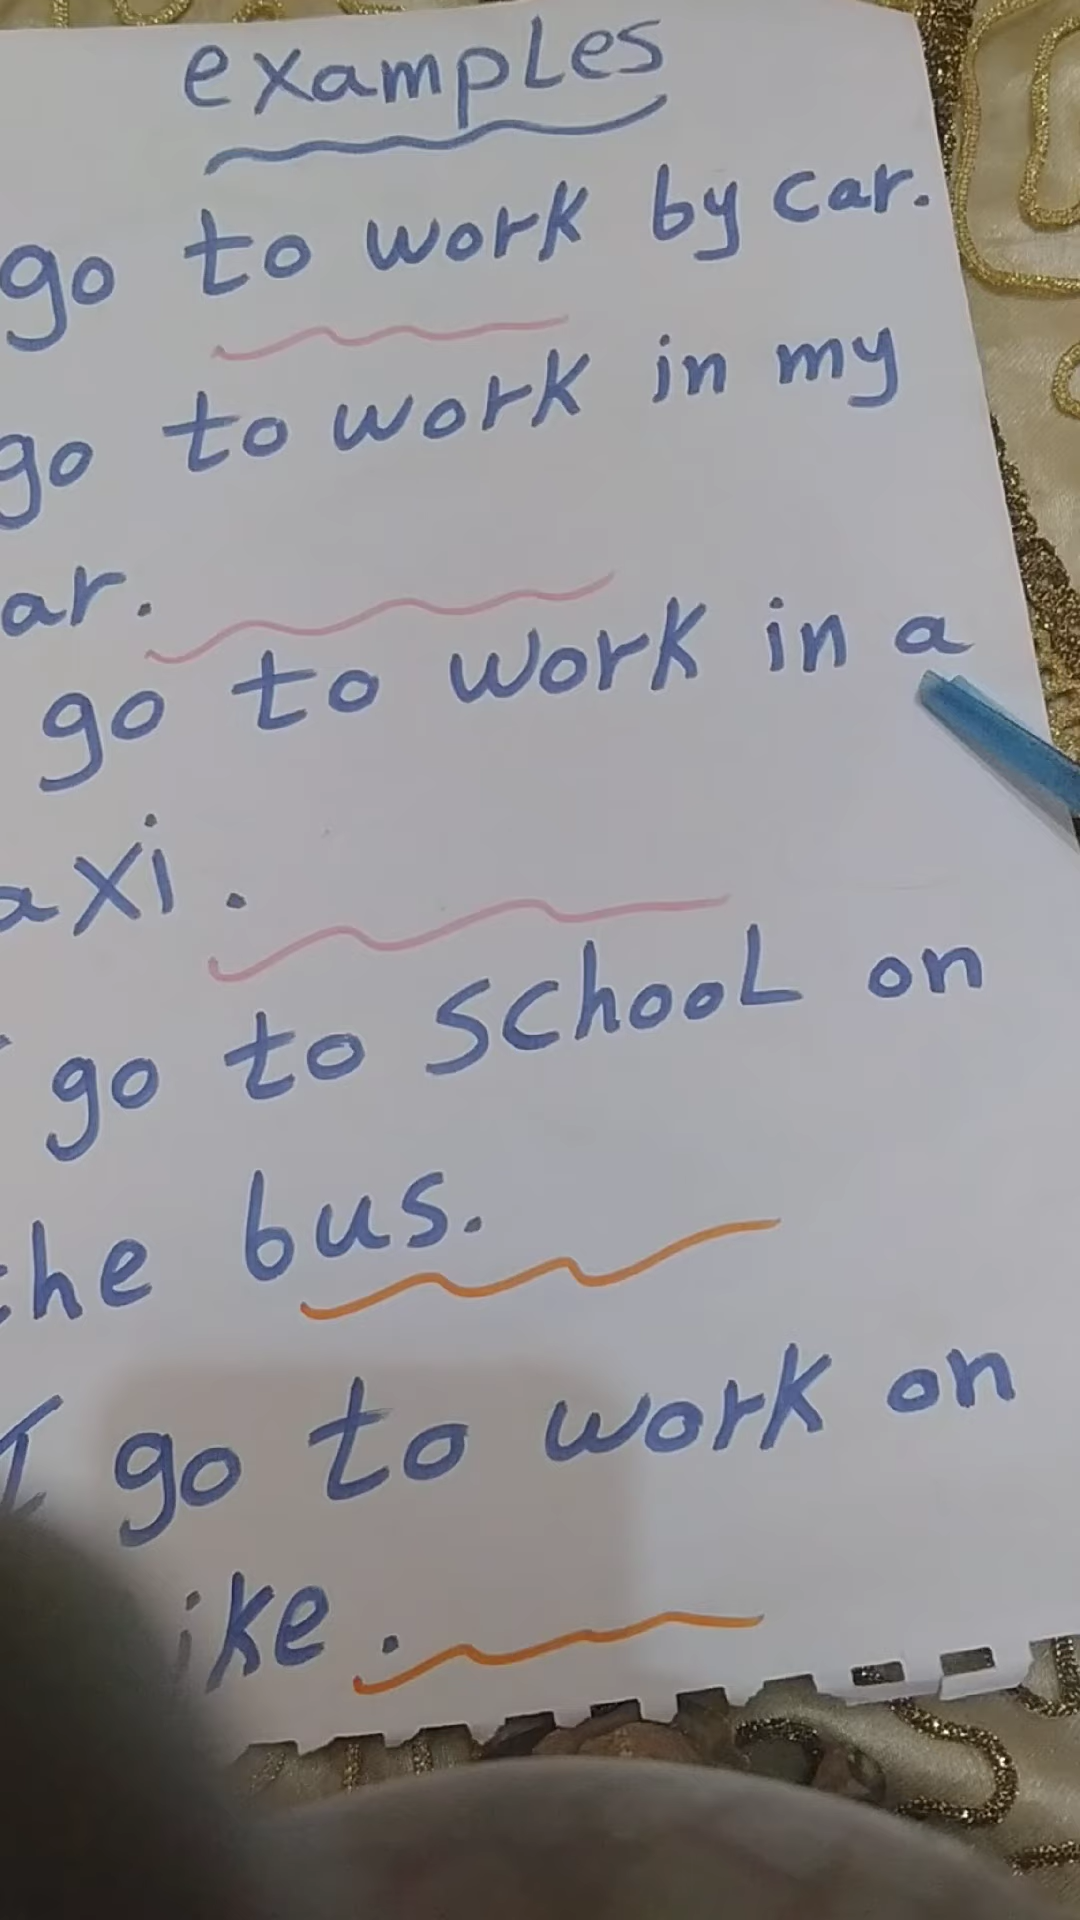 examples
go to work by car.
go to work in my
ar.
go to work in a
axi.
go to school on
the bus.
I go to work on
ike.